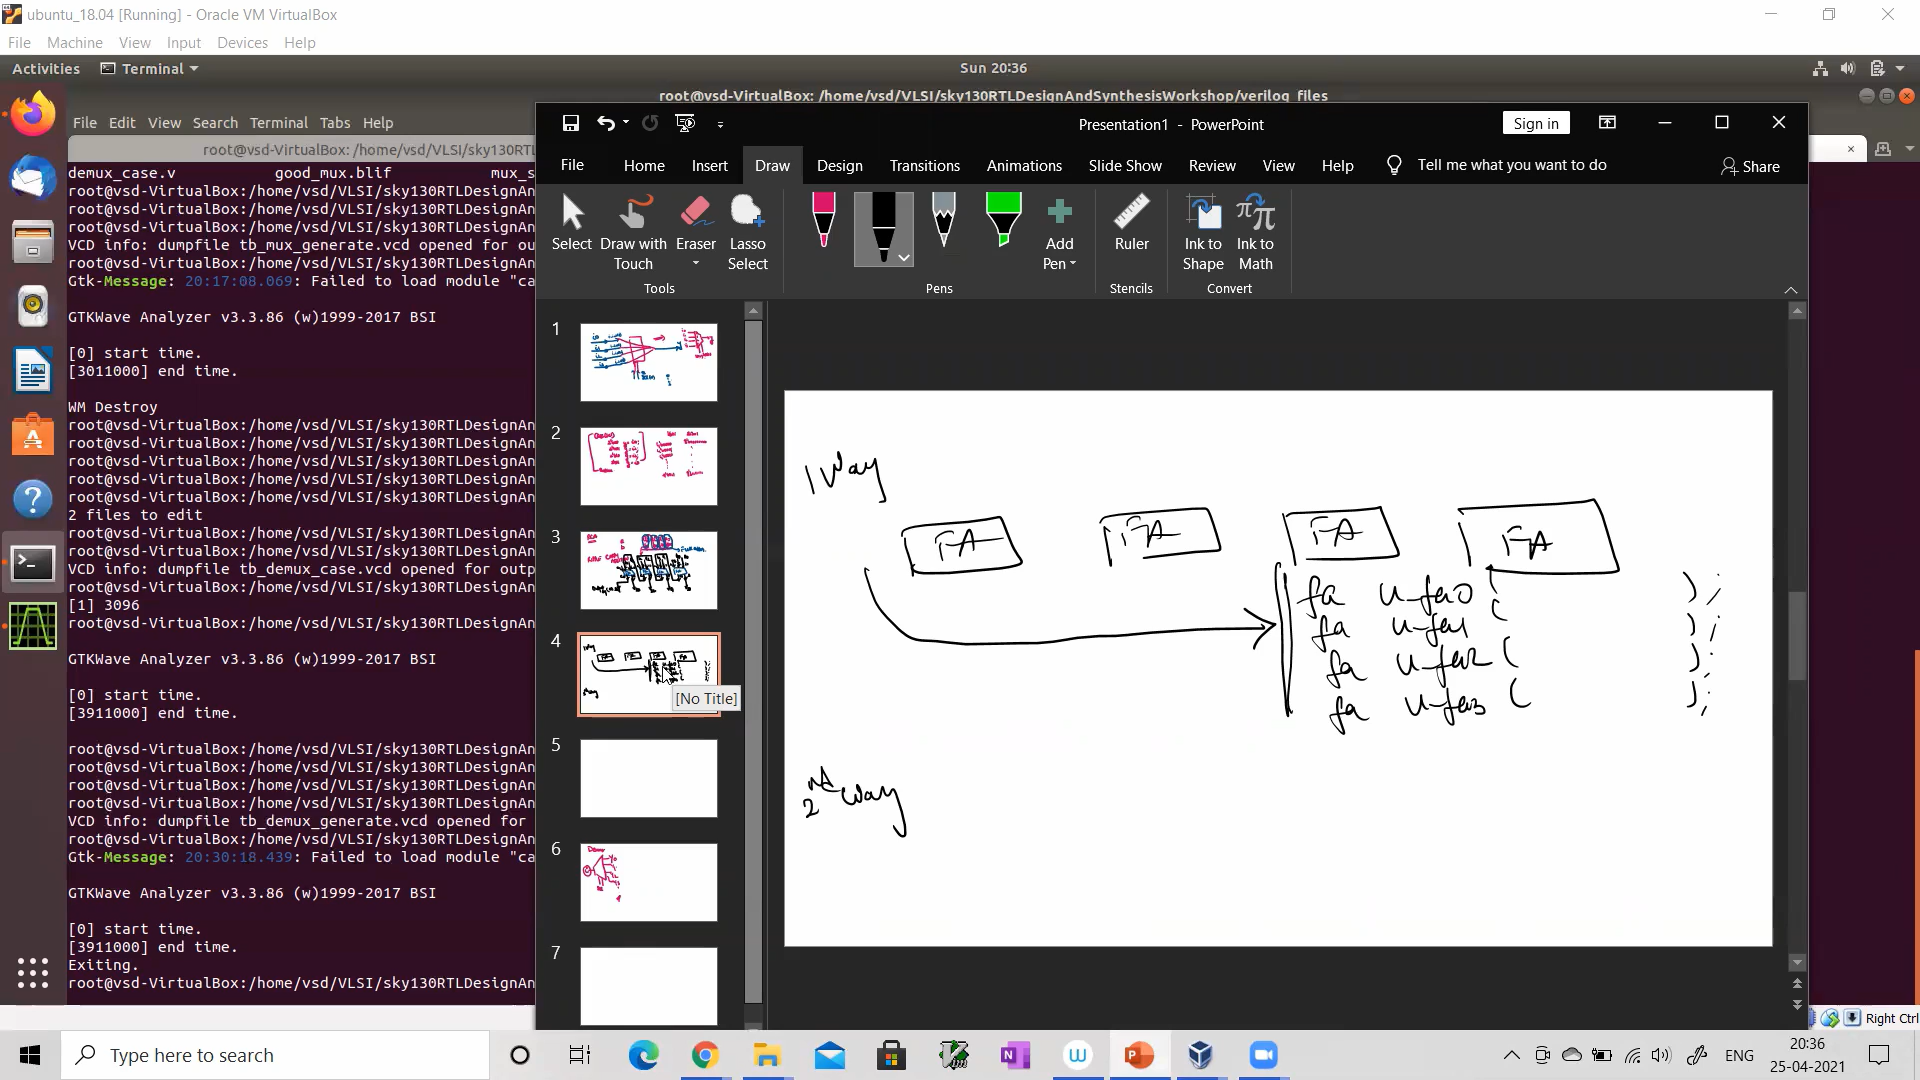 ubuntu_18.04 [Running] - Oracle VM VirtualBox
File Machine View Input Devices Help
Activities Terminal
Sun 20:36
root@vsd-VirtualBox: /home/vsd/VLSI/sky130RTLDesignAndSynthesisWorkshop/verilog_files
File Edit View Search Terminal Tabs Help
root@vsd-VirtualBox: /home/vsd/VLSI/sky130RTL
demux_case.v good_mux.blif mux_s
root@vsd-VirtualBox:/home/vsd/VLSI/sky130RTLDesignAn
root@vsd-VirtualBox:/home/vsd/VLSI/sky130RTLDesignAn
root@vsd-VirtualBox:/home/vsd/VLSI/sky130RTLDesignAn
VCD info: dumpfile tb_mux_generate.vcd opened for ou
root@vsd-VirtualBox:/home/vsd/VLSI/sky130RTLDesignAn
Gtk-Message: 20:17:08.069: Failed to load module "ca
GTKWave Analyzer v3.3.86 (w)1999-2017 BSI
[0] start time.
[3011000] end time.
WM Destroy
root@vsd-VirtualBox:/home/vsd/VLSI/sky130RTLDesignAn
root@vsd-VirtualBox:/home/vsd/VLSI/sky130RTLDesignAn
root@vsd-VirtualBox:/home/vsd/VLSI/sky130RTLDesignAn
root@vsd-VirtualBox:/home/vsd/VLSI/sky130RTLDesignAn
root@vsd-VirtualBox:/home/vsd/VLSI/sky130RTLDesignAn
2 files to edit
root@vsd-VirtualBox:/home/vsd/VLSI/sky130RTLDesignAn
root@vsd-VirtualBox:/home/vsd/VLSI/sky130RTLDesignAn
VCD info: dumpfile tb_demux_case.vcd opened for outp
root@vsd-VirtualBox:/home/vsd/VLSI/sky130RTLDesignAn
[1] 3096
root@vsd-VirtualBox:/home/vsd/VLSI/sky130RTLDesignAn
GTKWave Analyzer v3.3.86 (w)1999-2017 BSI
[0] start time.
[3911000] end time.
root@vsd-VirtualBox:/home/vsd/VLSI/sky130RTLDesignAn
root@vsd-VirtualBox:/home/vsd/VLSI/sky130RTLDesignAn
root@vsd-VirtualBox:/home/vsd/VLSI/sky130RTLDesignAn
root@vsd-VirtualBox:/home/vsd/VLSI/sky130RTLDesignAn
VCD info: dumpfile tb_demux_generate.vcd opened for
root@vsd-VirtualBox:/home/vsd/VLSI/sky130RTLDesignAn
Gtk-Message: 20:30:18.439: Failed to load module "ca
GTKWave Analyzer v3.3.86 (w)1999-2017 BSI
[0] start time.
[3911000] end time.
Exiting.
root@vsd-VirtualBox:/home/vsd/VLSI/sky130RTLDesignAn
Presentation1 - PowerPoint
Sign in
File Home Insert Draw Design Transitions Animations Slide Show Review View Help Tell me what you want to do Share
Select
Draw with Touch
Eraser
Lasso Select
Add Pen
Ruler
Ink to Shape
Ink to Math
Tools Pens Stencils Convert
1
2
3
4
[No Title]
5
6
7
1 Way
FA FA FA FA
fa u_fa0 ( );
fa u_fa1 ( );
fa u_fa2 ( );
fa u_fa3 ( );
2nd way
Right Ctrl
Type here to search
ENG
20:36
25-04-2021